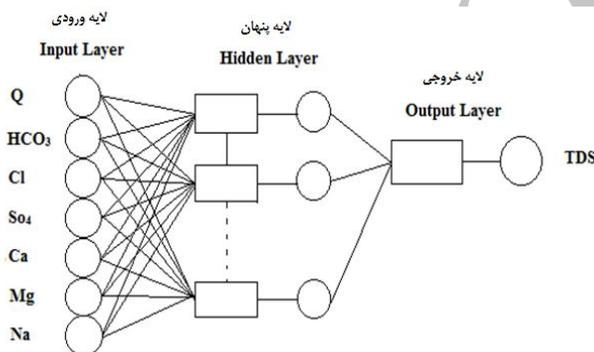 لایه ورودی
Input Layer
لایه پنهان
Hidden Layer
لایه خروجی
Output Layer
Q
HCO₃
Cl
So₄
Ca
Mg
Na
TDS